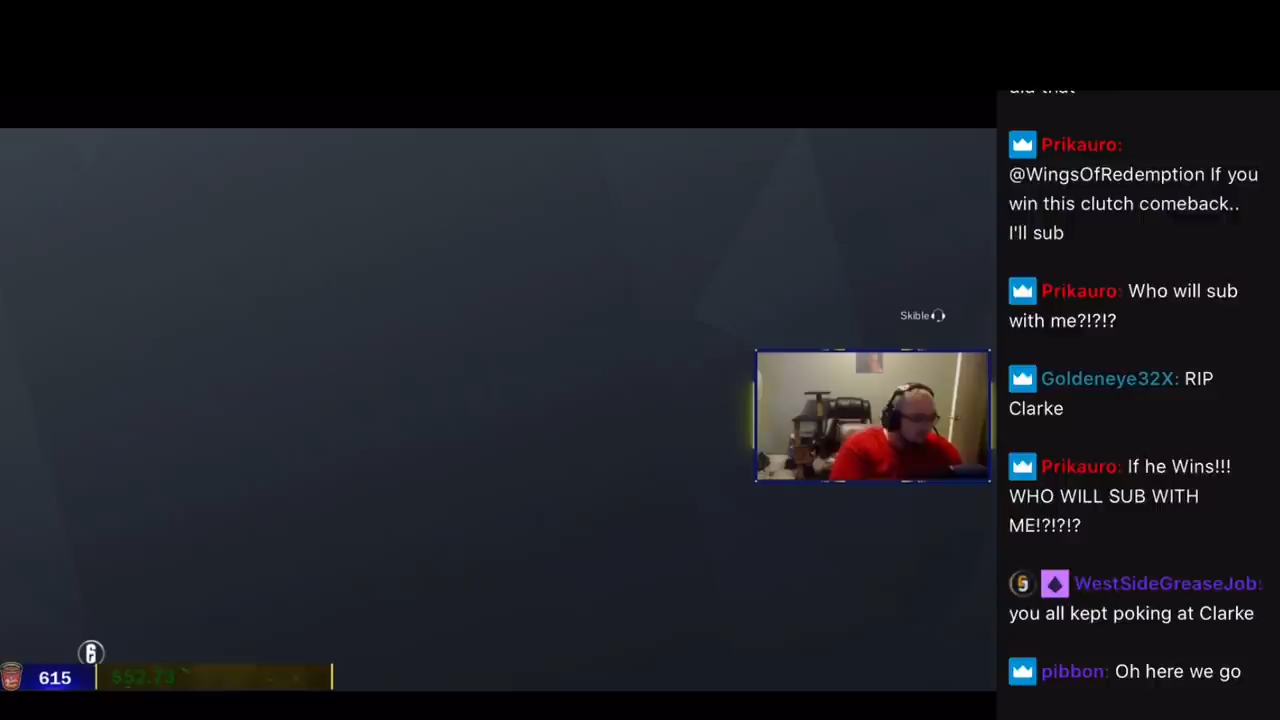 Prikauro:
@WingsOfRedemption If you
win this clutch comeback..
I'll sub
Prikauro: Who will sub
with me?!?!?
Goldeneye32X: RIP
Clarke
Prikauro: If he Wins!!!
WHO WILL SUB WITH
ME!?!?!?
WestSideGreaseJob:
you all kept poking at Clarke
pibbon: Oh here we go
Skible
615
$52.73